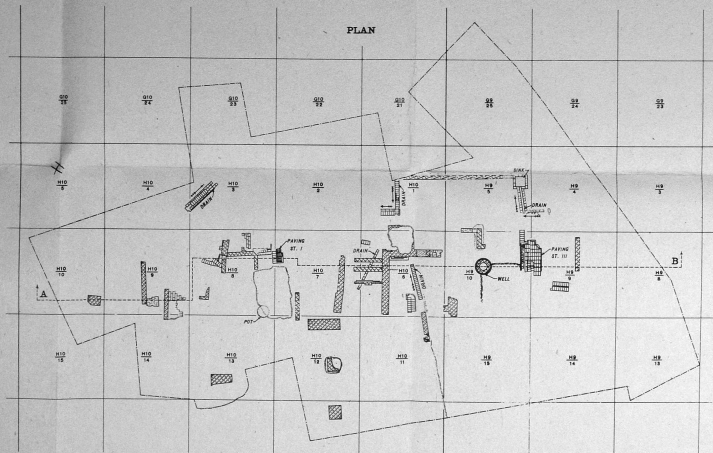 PLAN
G10 25
G10 24
G10 23
G10 22
G10 21
G9 25
G9 24
G9 23
H10 5
H10 4
H10 3
H10 2
H10
H9 5
H9 4
H9 3
DRAIN
DRAIN
SINK
DRAIN
PAVING
ST. I
DRAIN
PAVING
ST. III
B
H10 10
H10 9
H10 8
H10 7
H10 6
DRAIN
H9 10
WELL
H9 9
H9 8
A
POT
H10 15
H10 14
H10 13
H10 12
H10 11
H9 15
H9 14
H9 13